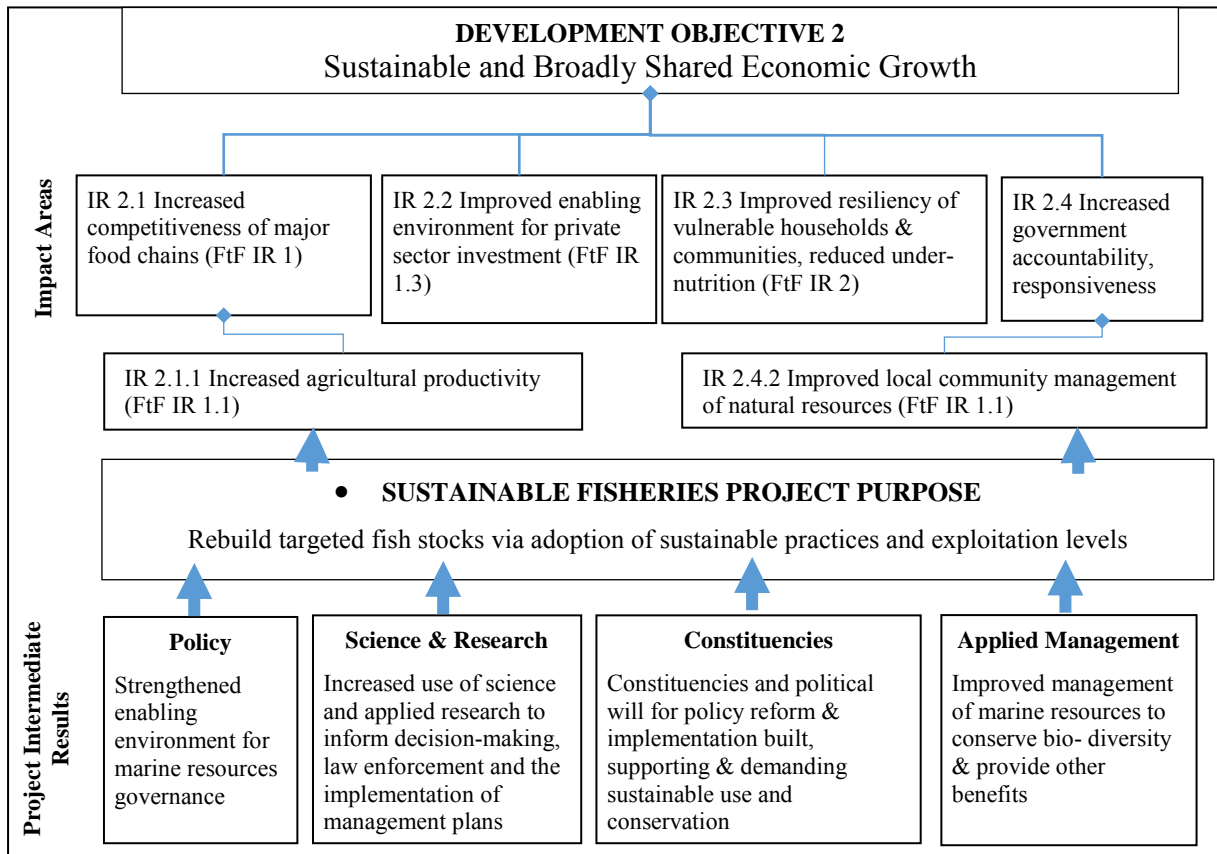 DEVELOPMENT OBJECTIVE 2
Sustainable and Broadly Shared Economic Growth
Impact Areas
IR 2.1 Increased
competitiveness of major
food chains (FtF IR 1)
IR 2.2 Improved enabling
environment for private
sector investment (FtF IR
1.3)
IR 2.3 Improved resiliency of
vulnerable households &
communities, reduced under-
nutrition (FtF IR 2)
IR 2.4 Increased
government
accountability,
responsiveness
IR 2.1.1 Increased agricultural productivity
(FtF IR 1.1)
IR 2.4.2 Improved local community management
of natural resources (FtF IR 1.1)
• SUSTAINABLE FISHERIES PROJECT PURPOSE
Rebuild targeted fish stocks via adoption of sustainable practices and exploitation levels
Project Intermediate
Results
Policy
Strengthened
enabling
environment for
marine resources
governance
Science & Research
Increased use of science
and applied research to
inform decision-making,
law enforcement and the
implementation of
management plans
Constituencies
Constituencies and political
will for policy reform &
implementation built,
supporting & demanding
sustainable use and
conservation
Applied Management
Improved management
of marine resources to
conserve bio- diversity
& provide other
benefits